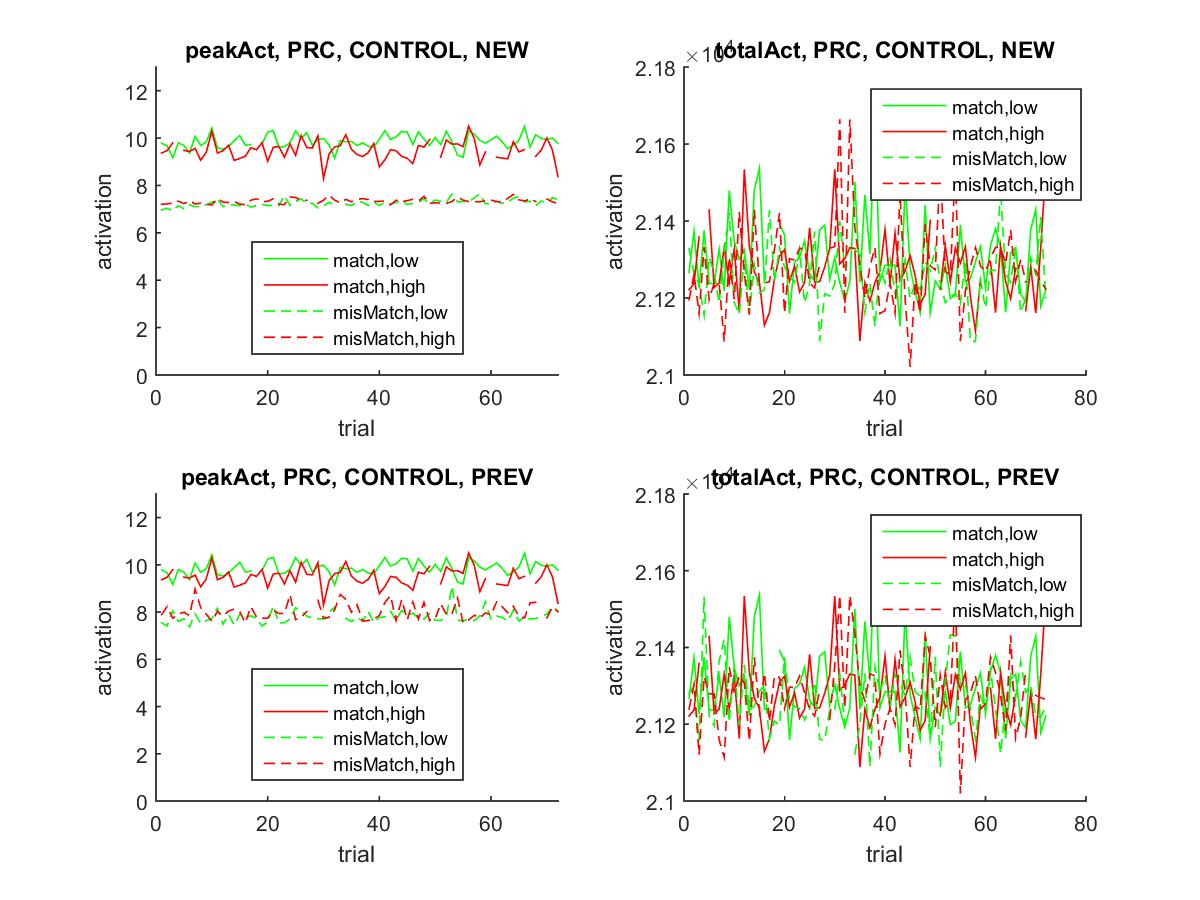 peakAct, PRC, CONTROL, NEW
12
10
8
6
4
2
0
0 20 40 60
activation
trial
match,low
match,high
misMatch,low
misMatch,high
totalAct, PRC, CONTROL, NEW
×10⁴
2.18
2.16
2.14
2.12
2.1
0 20 40 60 80
activation
trial
match,low
match,high
misMatch,low
misMatch,high
peakAct, PRC, CONTROL, PREV
12
10
8
6
4
2
0
0 20 40 60
activation
trial
match,low
match,high
misMatch,low
misMatch,high
totalAct, PRC, CONTROL, PREV
×10⁴
2.18
2.16
2.14
2.12
2.1
0 20 40 60 80
activation
trial
match,low
match,high
misMatch,low
misMatch,high